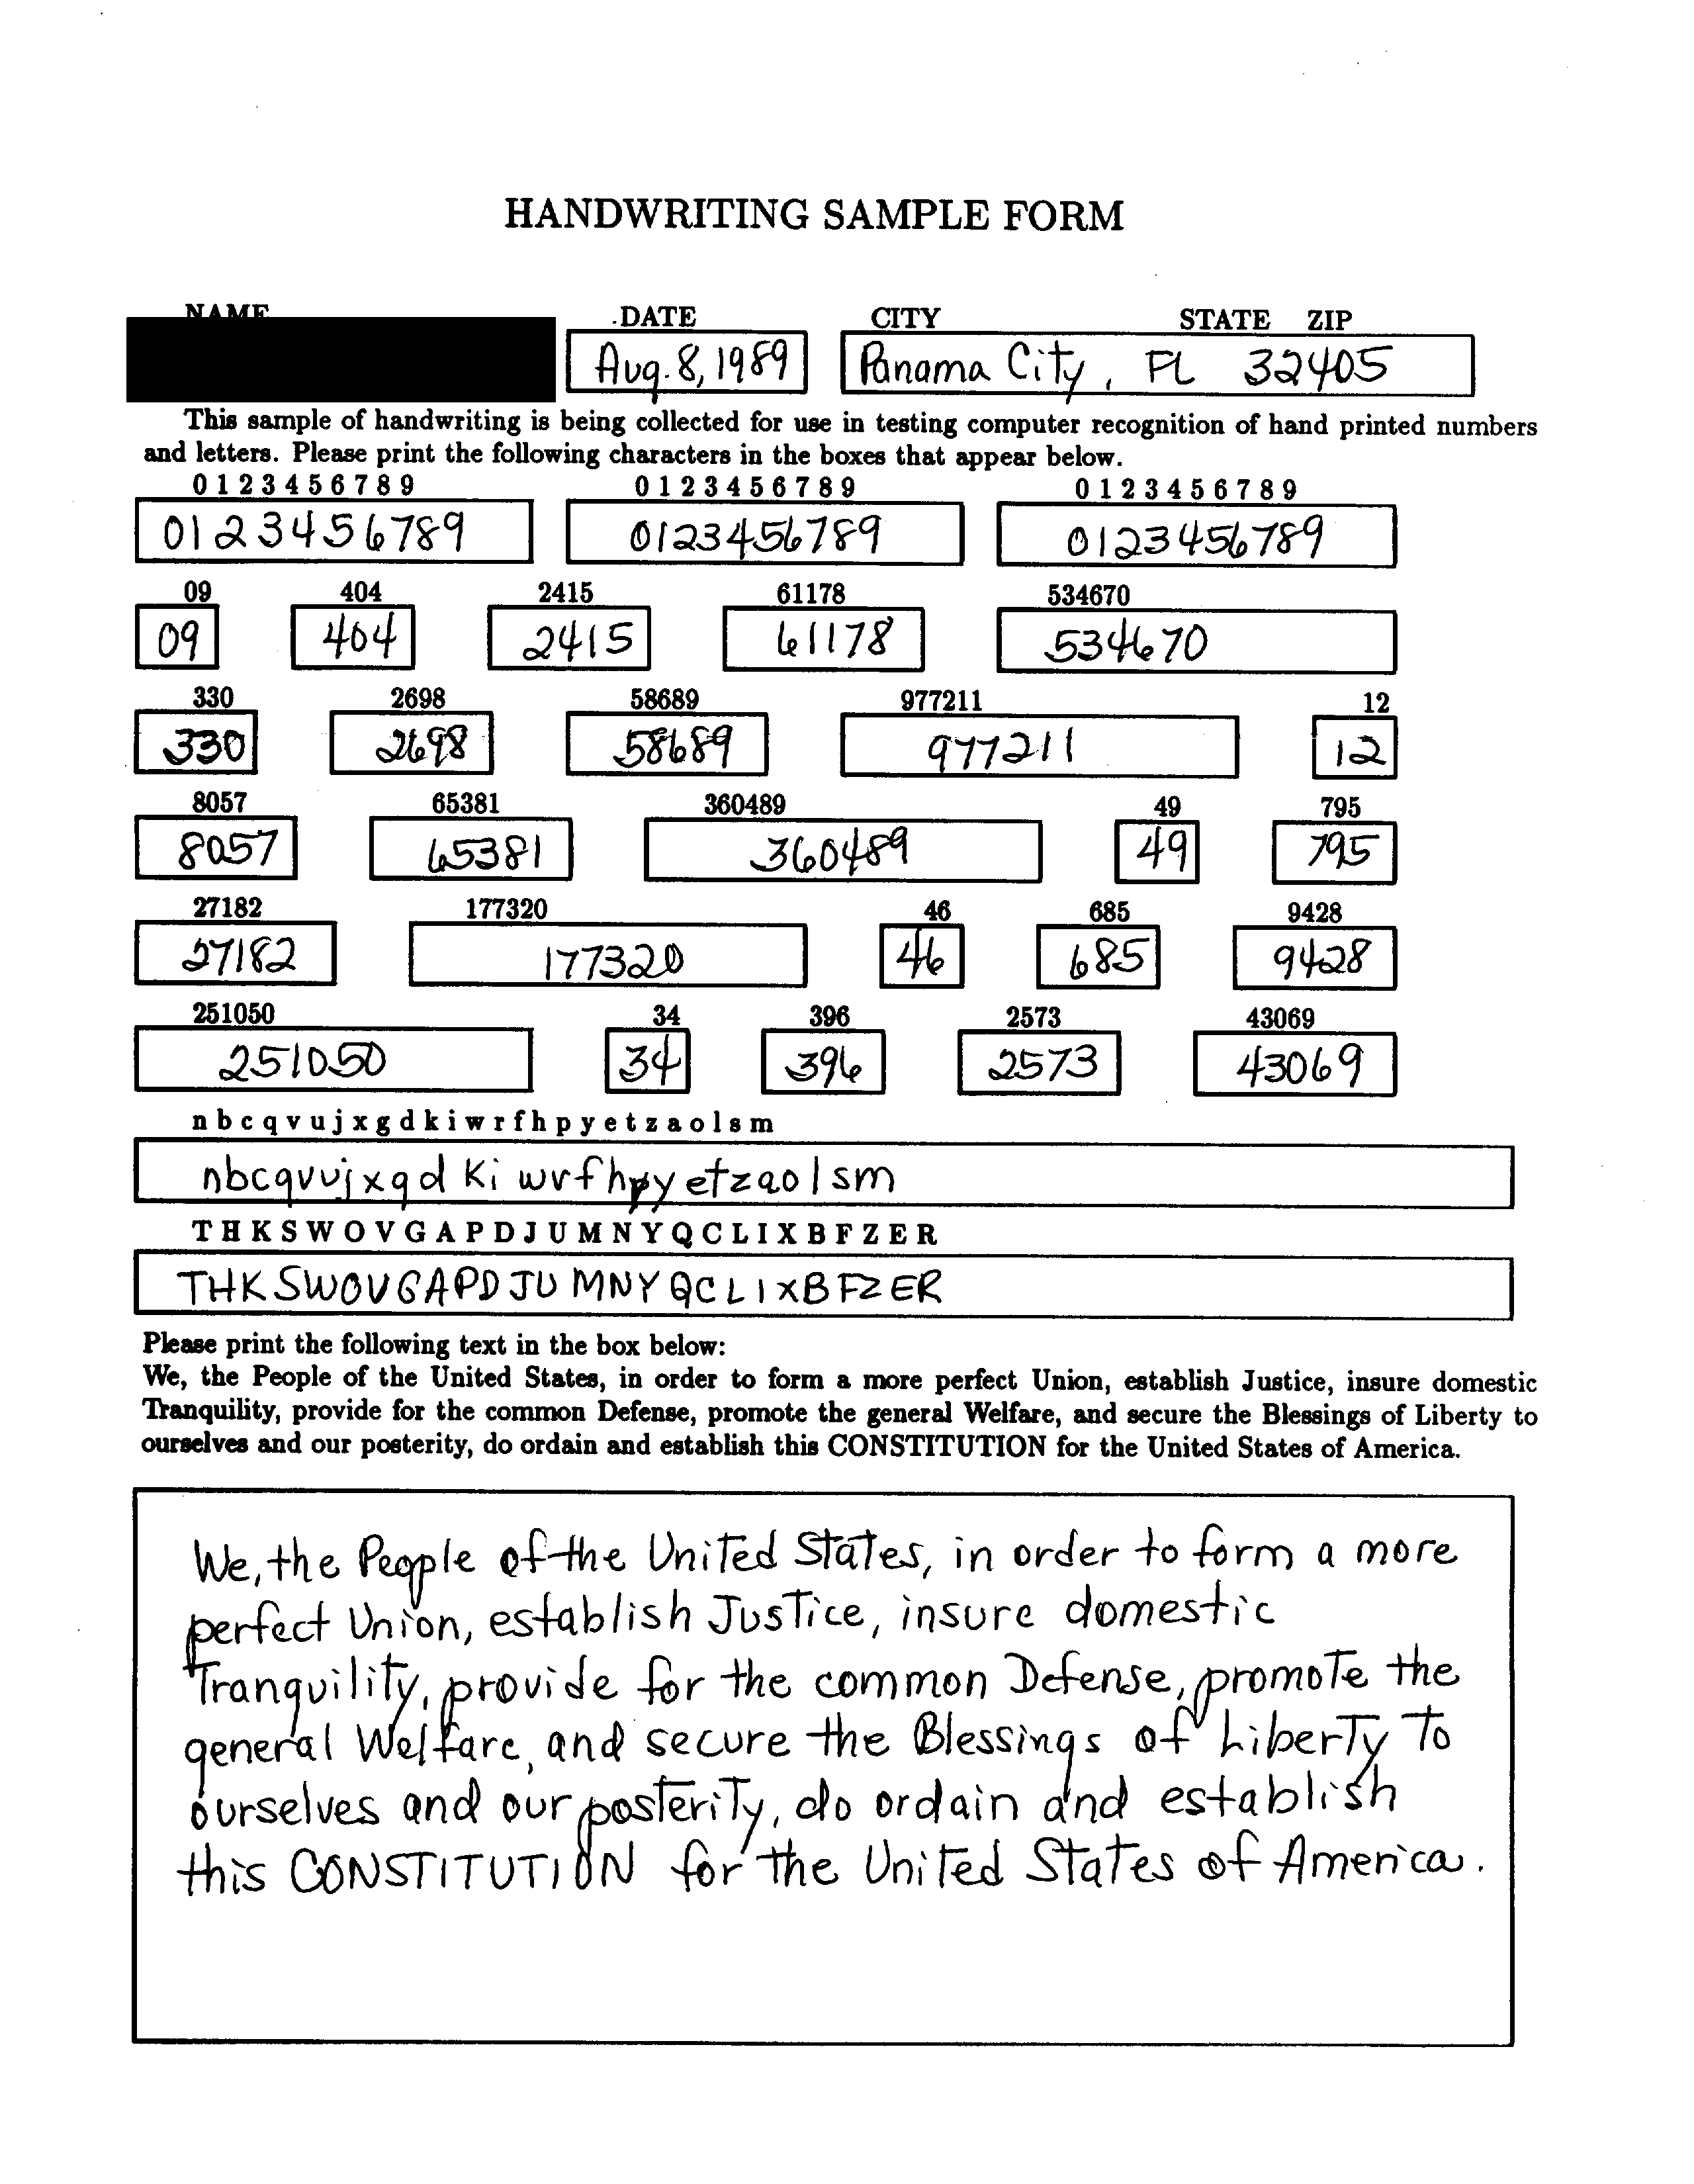 HANDWRITING SAMPLE FORM
NAME DATE CITY STATE ZIP
Aug. 8, 1989 Panama City, FL 32405
This sample of handwriting is being collected for use in testing computer recognition of hand printed numbers
and letters. Please print the following characters in the boxes that appear below.
0 1 2 3 4 5 6 7 8 9 0 1 2 3 4 5 6 7 8 9 0 1 2 3 4 5 6 7 8 9
0123456789 0123456789 0123456789
09 404 2415 61178 534670
09 404 2415 61178 534670
330 2698 58689 977211 12
330 2698 58689 977211 12
8057 65381 360489 49 795
8057 65381 360489 49 795
27182 177320 46 685 9428
27182 177320 46 685 9428
251050 34 396 2573 43069
251050 34 396 2573 43069
n b c q v u j x g d k i w r f h p y e t z a o l s m
nbcqvujxgd ki wrfhpyetzaolsm
T H K S W O V G A P D J U M N Y Q C L I X B F Z E R
THKSWOVGAPDJU MNYQCLIXBFZER
Please print the following text in the box below:
We, the People of the United States, in order to form a more perfect Union, establish Justice, insure domestic
Tranquility, provide for the common Defense, promote the general Welfare, and secure the Blessings of Liberty to
ourselves and our posterity, do ordain and establish this CONSTITUTION for the United States of America.
We, the People of the United States, in order to form a more
perfect Union, establish Justice, insure domestic
Tranquility, provide for the common Defense, promote the
general Welfare, and secure the Blessings of Liberty to
ourselves and our posterity, do ordain and establish
this CONSTITUTION for the United States of America.